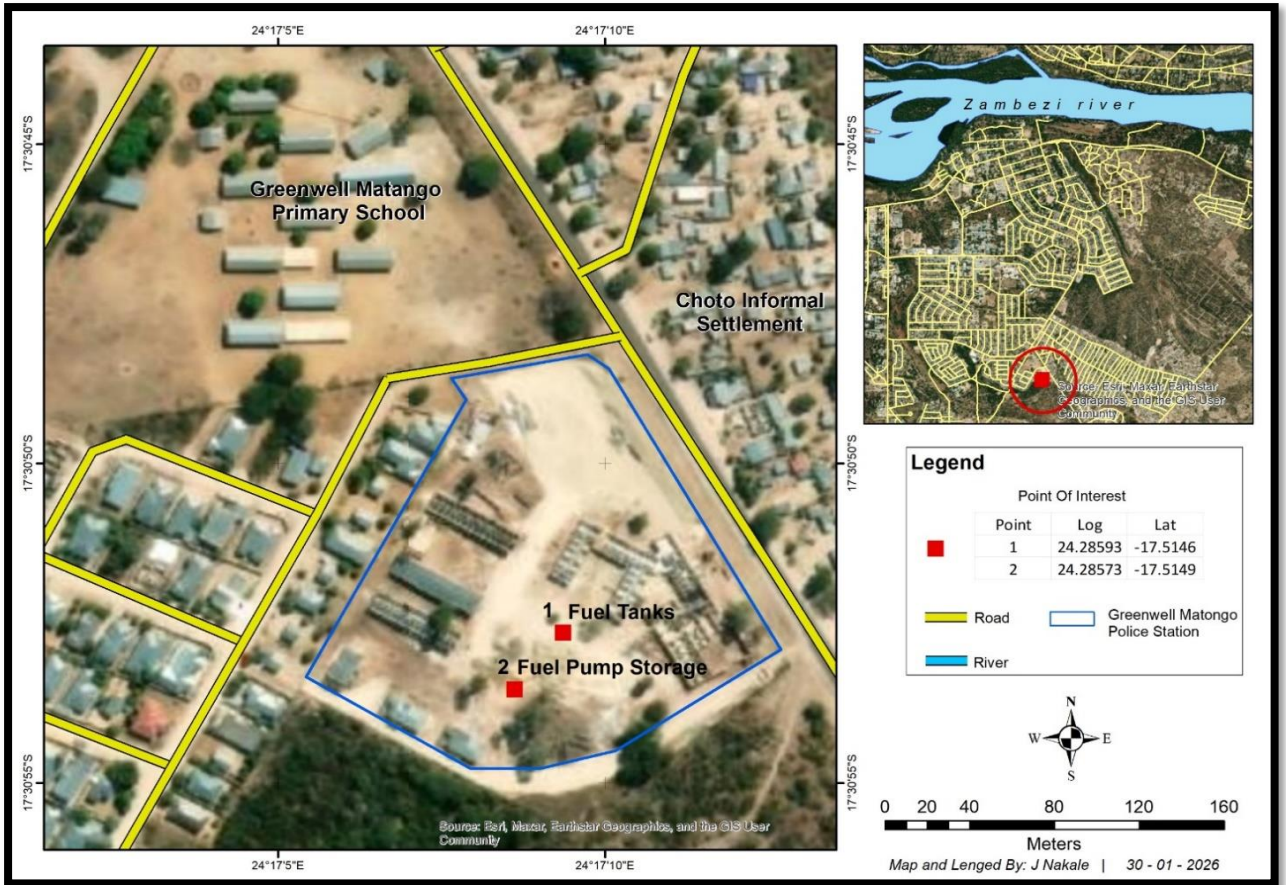 24°17'5"E
24°17'10"E
17°30'45"S
17°30'45"S
Greenwell Matango
Primary School
Choto Informal
Settlement
17°30'50"S
17°30'50"S
1 Fuel Tanks
2 Fuel Pump Storage
17°30'55"S
17°30'55"S
Source: Esri, Maxar, Earthstar Geographics, and the GIS User
Community
24°17'5"E
24°17'10"E
Zambezi river
Source: Esri, Maxar, Earthstar
Geographics, and the GIS User
Community
Legend
Point Of Interest
Point Log Lat
1 24.28593 -17.5146
2 24.28573 -17.5149
Road
Greenwell Matongo
Police Station
River
N
W E
S
0 20 40 80 120 160
Meters
Map and Lenged By: J Nakale | 30 - 01 - 2026